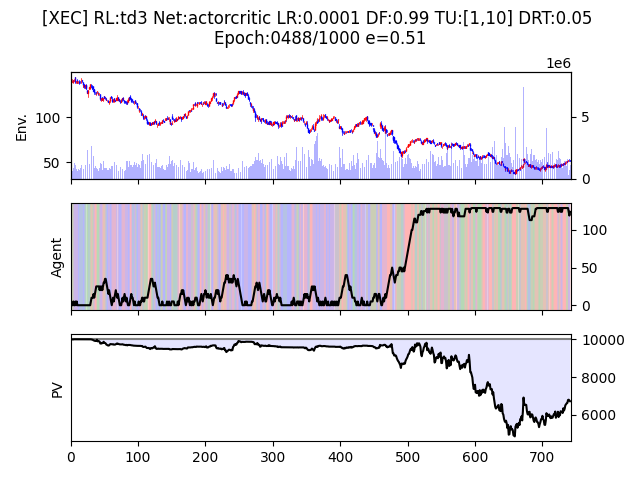 [XEC] RL:td3 Net:actorcritic LR:0.0001 DF:0.99 TU:[1,10] DRT:0.05
Epoch:0488/1000 e=0.51
1e6
Env.
100
50
5
0
Agent
100
50
0
PV
10000
8000
6000
0 100 200 300 400 500 600 700